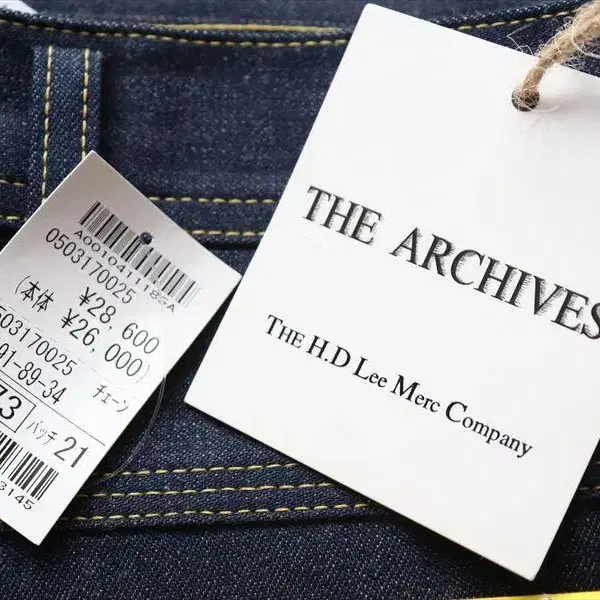 A0010411185A
0503170025
¥28,600
(本体 ¥26,000)
0503170025
01-89-34 チェーン
73 パッチ 21
3145
THE ARCHIVES
THE H.D Lee Merc Company